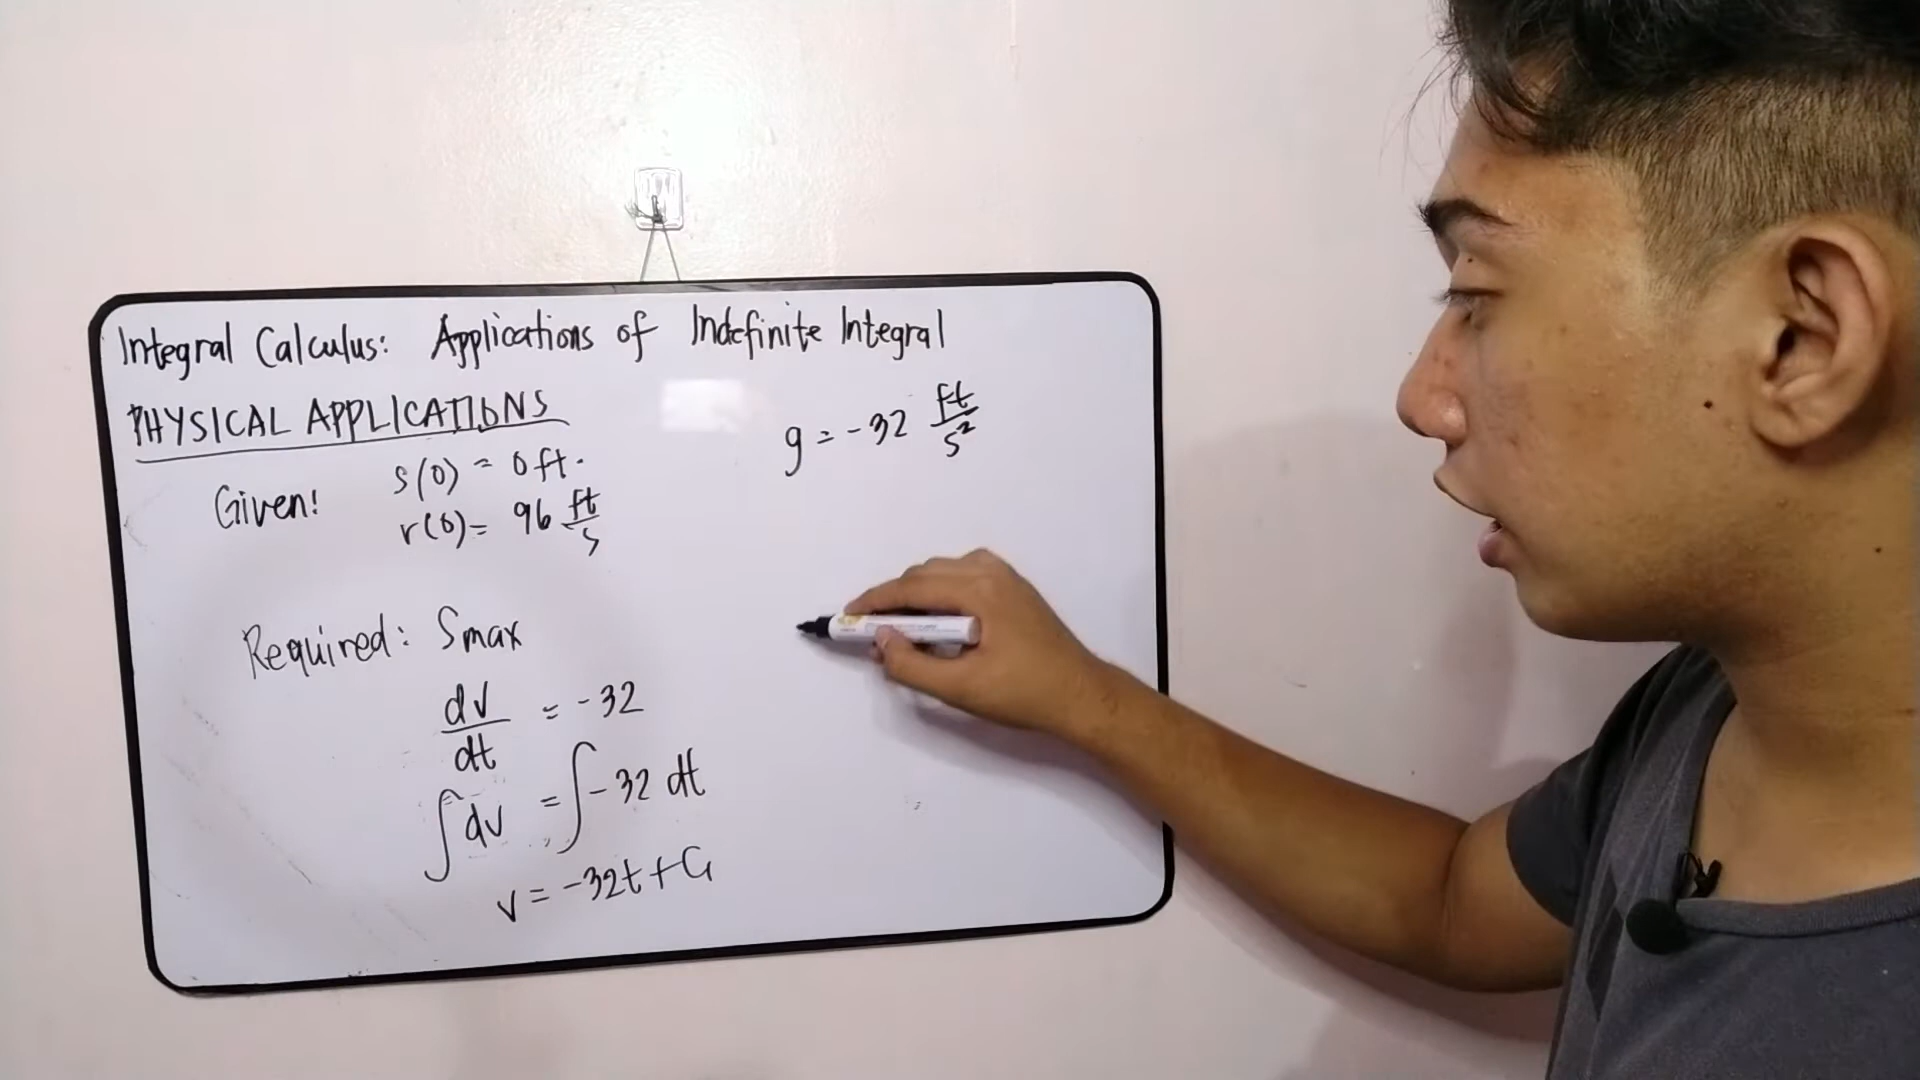 Integral Calculus: Applications of Indefinite Integral
PHYSICAL APPLICATIONS
g = -32 ft/s²
Given: s(0) = 0 ft.
v(0) = 96 ft/s
Required: Smax
dv/dt = -32
∫dv = ∫-32 dt
v = -32t + C₁